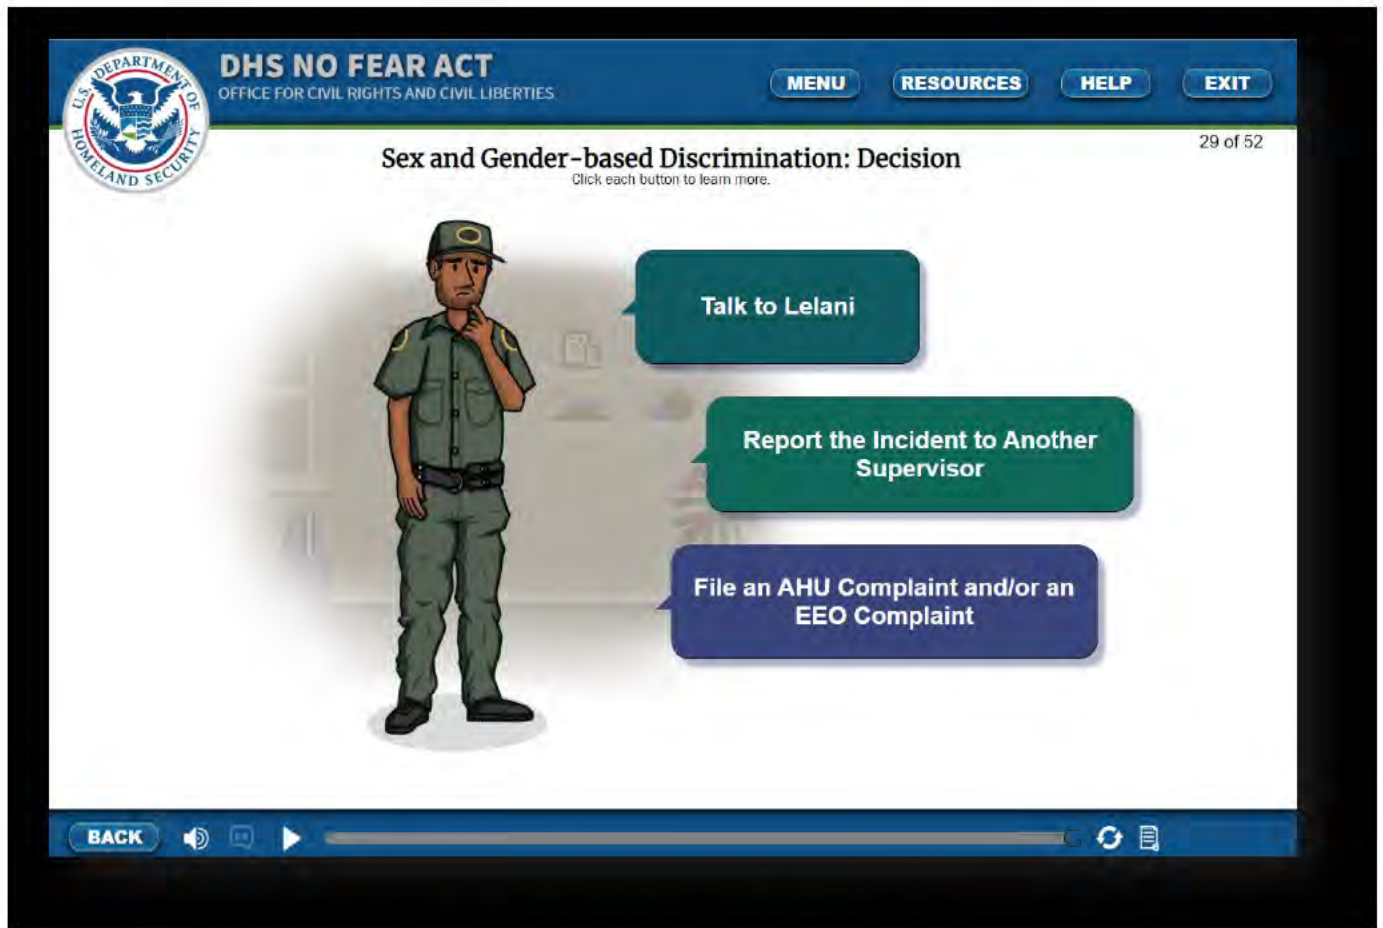 DHS NO FEAR ACT
OFFICE FOR CIVIL RIGHTS AND CIVIL LIBERTIES
MENU
RESOURCES
HELP
EXIT
U.S. DEPARTMENT OF HOMELAND SECURITY
29 of 52
Sex and Gender-based Discrimination: Decision
Click each button to learn more.
Talk to Lelani
Report the Incident to Another
Supervisor
File an AHU Complaint and/or an
EEO Complaint
BACK